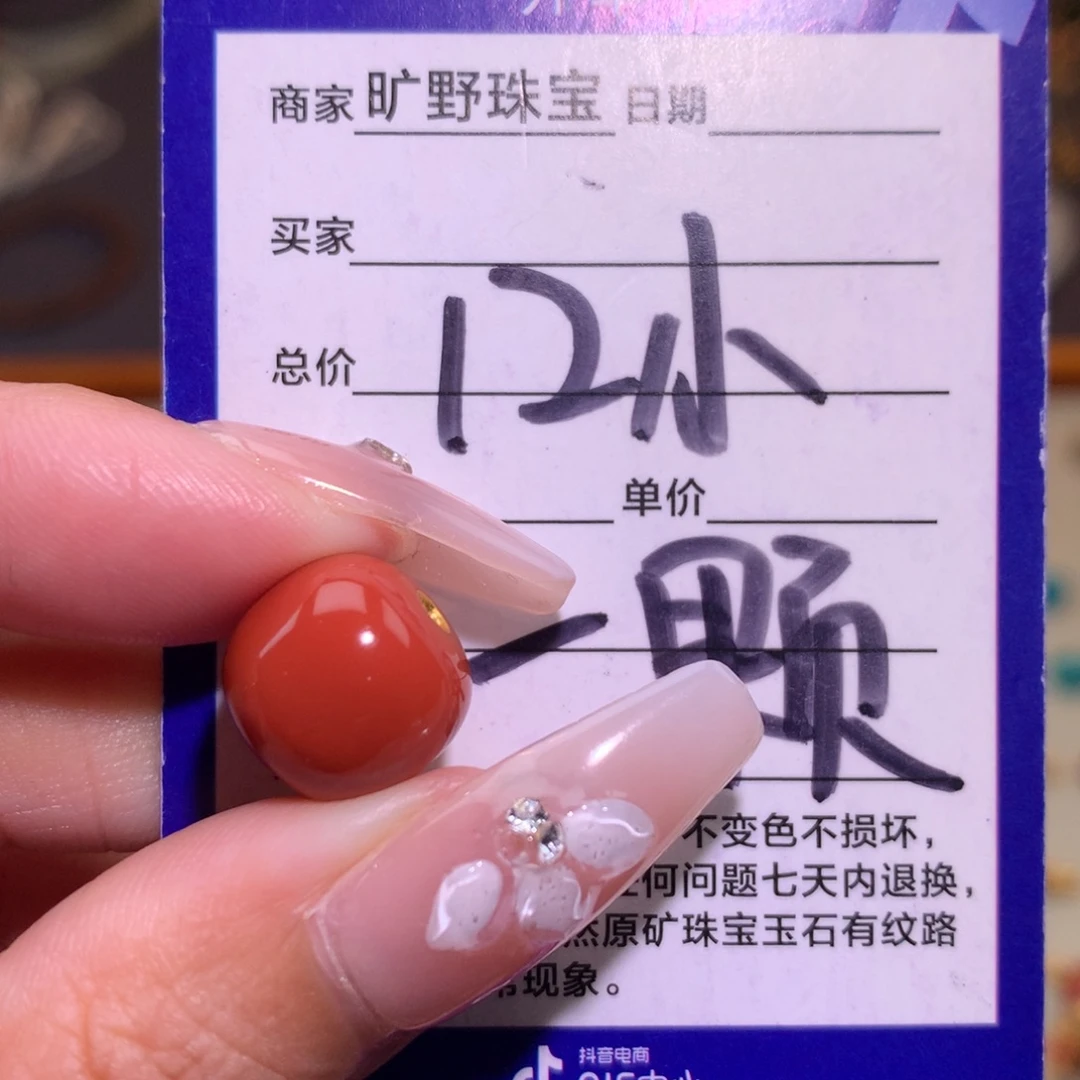 商家 旷野珠宝 日期
买家
12小
总价
单价
一颗
不变色不损坏，
何问题七天内退换，
原矿珠宝玉石有纹路
现象。
抖音电商